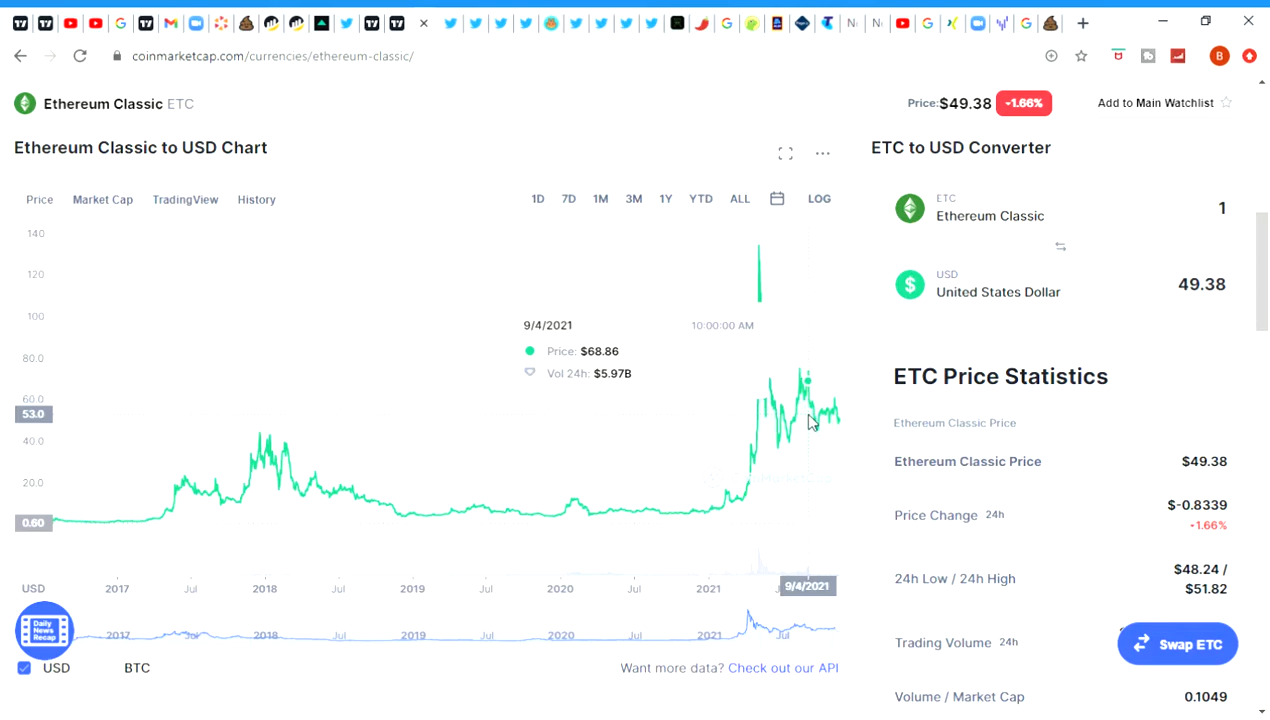 coinmarketcap.com/currencies/ethereum-classic/
B
Ethereum Classic ETC
Price: $49.38 -1.66%
Add to Main Watchlist
Ethereum Classic to USD Chart
ETC to USD Converter
Price Market Cap TradingView History
1D 7D 1M 3M 1Y YTD ALL LOG
ETC
Ethereum Classic
1
USD
United States Dollar
49.38
140
120
100
80.0
60.0
53.0
40.0
20.0
0.60
9/4/2021 10:00:00 AM
Price: $68.86
Vol 24h: $5.97B
ETC Price Statistics
Ethereum Classic Price
Ethereum Classic Price $49.38
Price Change 24h $-0.8339
-1.66%
24h Low / 24h High $48.24 /
$51.82
Trading Volume 24h
Swap ETC
Volume / Market Cap 0.1049
USD 2017 Jul 2018 Jul 2019 Jul 2020 Jul 2021 9/4/2021
Daily
News
Recap
2017 Jul 2018 Jul 2019 Jul 2020 Jul 2021 Jul
USD BTC
Want more data? Check out our API